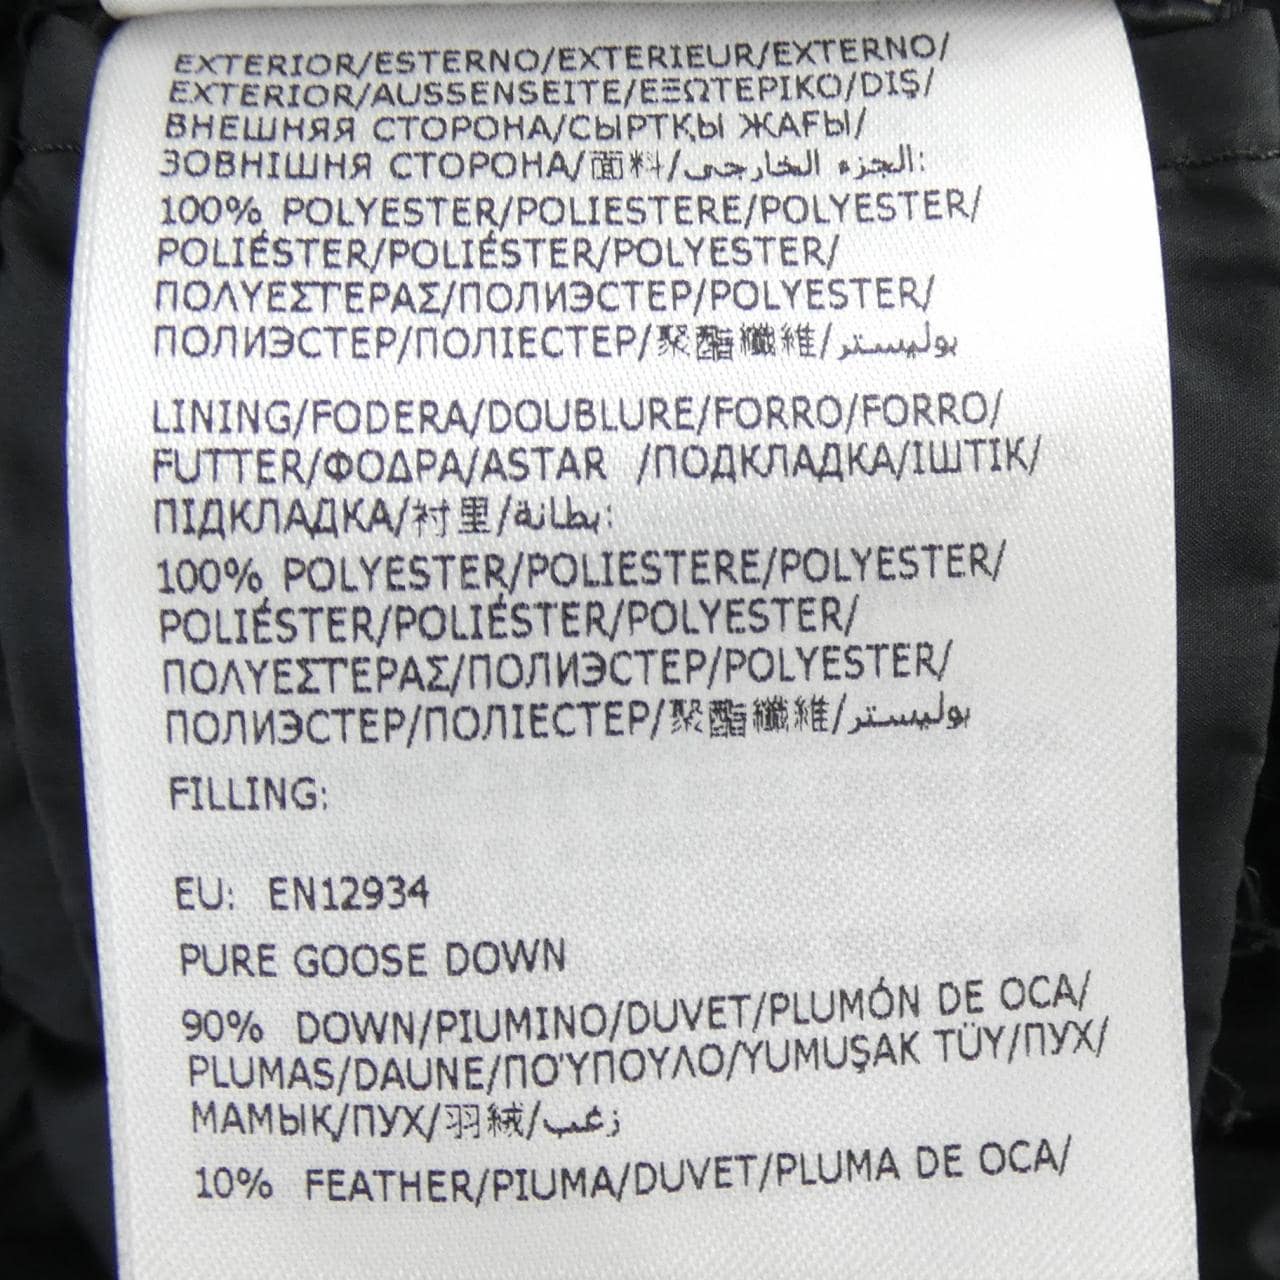 EXTERIOR/ESTERNO/EXTERIEUR/EXTERNO/
EXTERIOR/AUSSENSEITE/ΕΞΩΤΕΡΙΚΟ/DIŞ/
ВНЕШНЯЯ СТОРОНА/СЫРТҚЫ ЖАҒЫ/
ЗОВНІШНЯ СТОРОНА/面料/الجزء الخارجي:
100% POLYESTER/POLIESTERE/POLYESTER/
POLIÉSTER/POLIÉSTER/POLYESTER/
ΠΟΛΥΕΣΤΕΡΑΣ/ПОЛИЭСТЕР/POLYESTER/
ПОЛИЭСТЕР/ПОЛІЕСТЕР/聚酯纖維/بوليستر
LINING/FODERA/DOUBLURE/FORRO/FORRO/
FUTTER/ΦΟΔΡΑ/ASTAR /ПОДКЛАДКА/ІШТІК/
ПІДКЛАДКА/衬里/بطانة:
100% POLYESTER/POLIESTERE/POLYESTER/
POLIÉSTER/POLIÉSTER/POLYESTER/
ΠΟΛΥΕΣΤΕΡΑΣ/ПОЛИЭСТЕР/POLYESTER/
ПОЛИЭСТЕР/ПОЛІЕСТЕР/聚酯纖維/بوليستر
FILLING:
EU: EN12934
PURE GOOSE DOWN
90% DOWN/PIUMINO/DUVET/PLUMÓN DE OCA/
PLUMAS/DAUNE/ΠΟΎΠΟΥΛΟ/YUMUŞAK TÜY/ПУХ/
МАМЫҚ/ПУХ/羽絨/زغب
10% FEATHER/PIUMA/DUVET/PLUMA DE OCA/